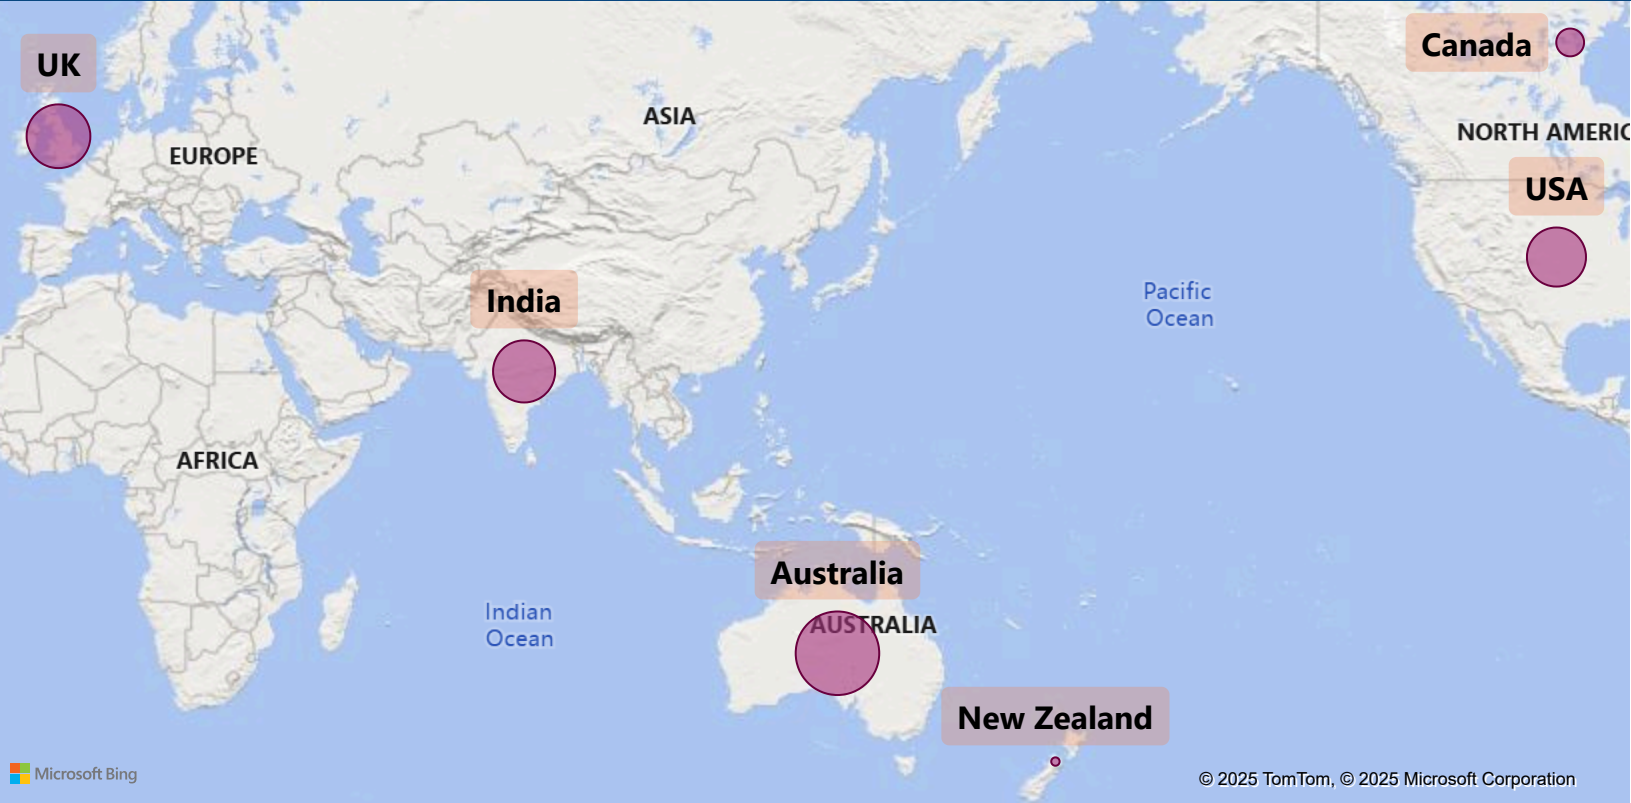 UK
Canada
ASIA
NORTH AMERIC
EUROPE
USA
India
Pacific
Ocean
AFRICA
Australia
AUSTRALIA
Indian
Ocean
New Zealand
Microsoft Bing
© 2025 TomTom, © 2025 Microsoft Corporation